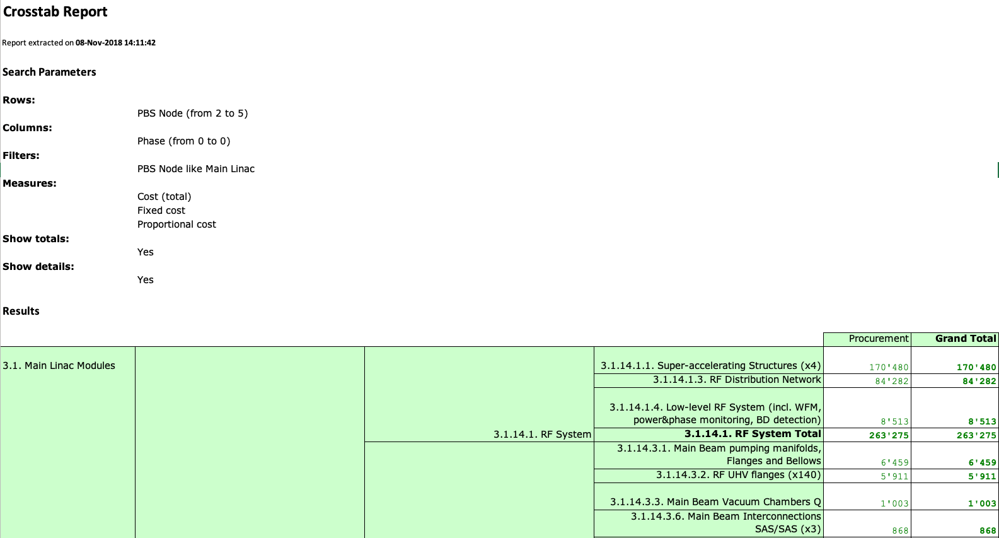 Crosstab Report
Report extracted on 08-Nov-2018 14:11:42
Search Parameters
Rows:
PBS Node (from 2 to 5)
Columns:
Phase (from 0 to 0)
Filters:
PBS Node like Main Linac
Measures:
Cost (total)
Fixed cost
Proportional cost
Show totals:
Yes
Show details:
Yes
Results
Procurement Grand Total
3.1. Main Linac Modules 3.1.14.1.1. Super-accelerating Structures (x4) 170'480 170'480
3.1.14.1.3. RF Distribution Network 84'282 84'282
3.1.14.1.4. Low-level RF System (incl. WFM,
power&phase monitoring, BD detection) 8'513 8'513
3.1.14.1. RF System 3.1.14.1. RF System Total 263'275 263'275
3.1.14.3.1. Main Beam pumping manifolds,
Flanges and Bellows 6'459 6'459
3.1.14.3.2. RF UHV flanges (x140) 5'911 5'911
3.1.14.3.3. Main Beam Vacuum Chambers Q 1'003 1'003
3.1.14.3.6. Main Beam Interconnections
SAS/SAS (x3) 868 868